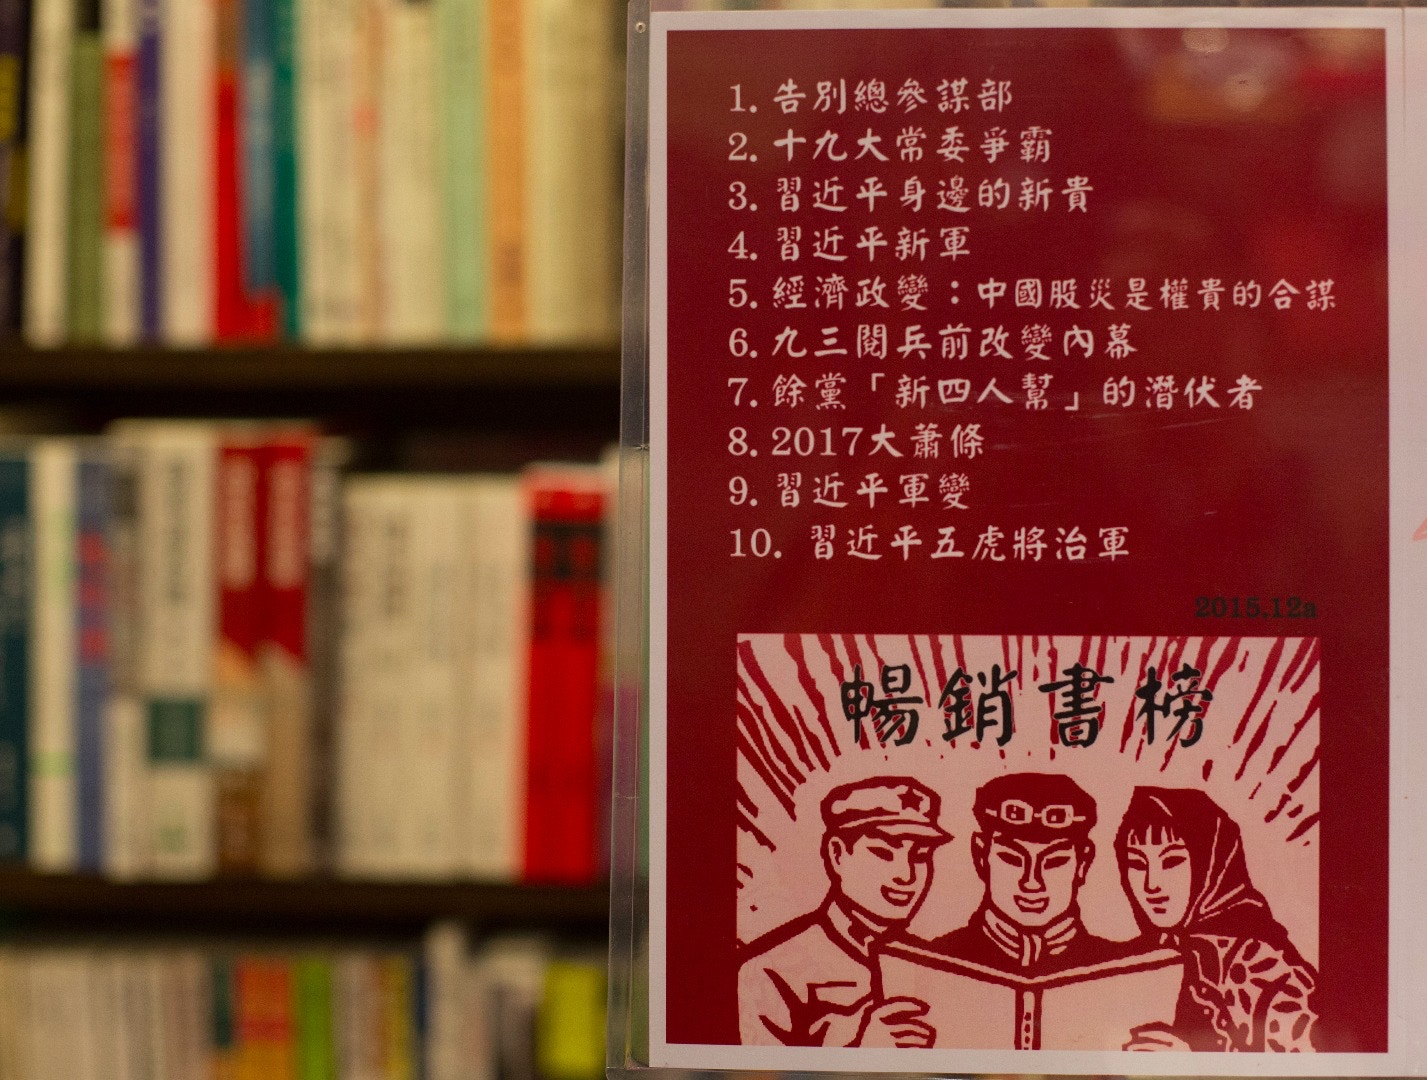 1. 告別總參謀部
2. 十九大常委爭霸
3. 習近平身邊的新貴
4. 習近平新軍
5. 經濟政變：中國股災是權貴的合謀
6. 九三閱兵前改變內幕
7. 餘黨「新四人幫」的潛伏者
8. 2017大蕭條
9. 習近平軍變
10. 習近平五虎將治軍
2015.12a
暢銷書榜